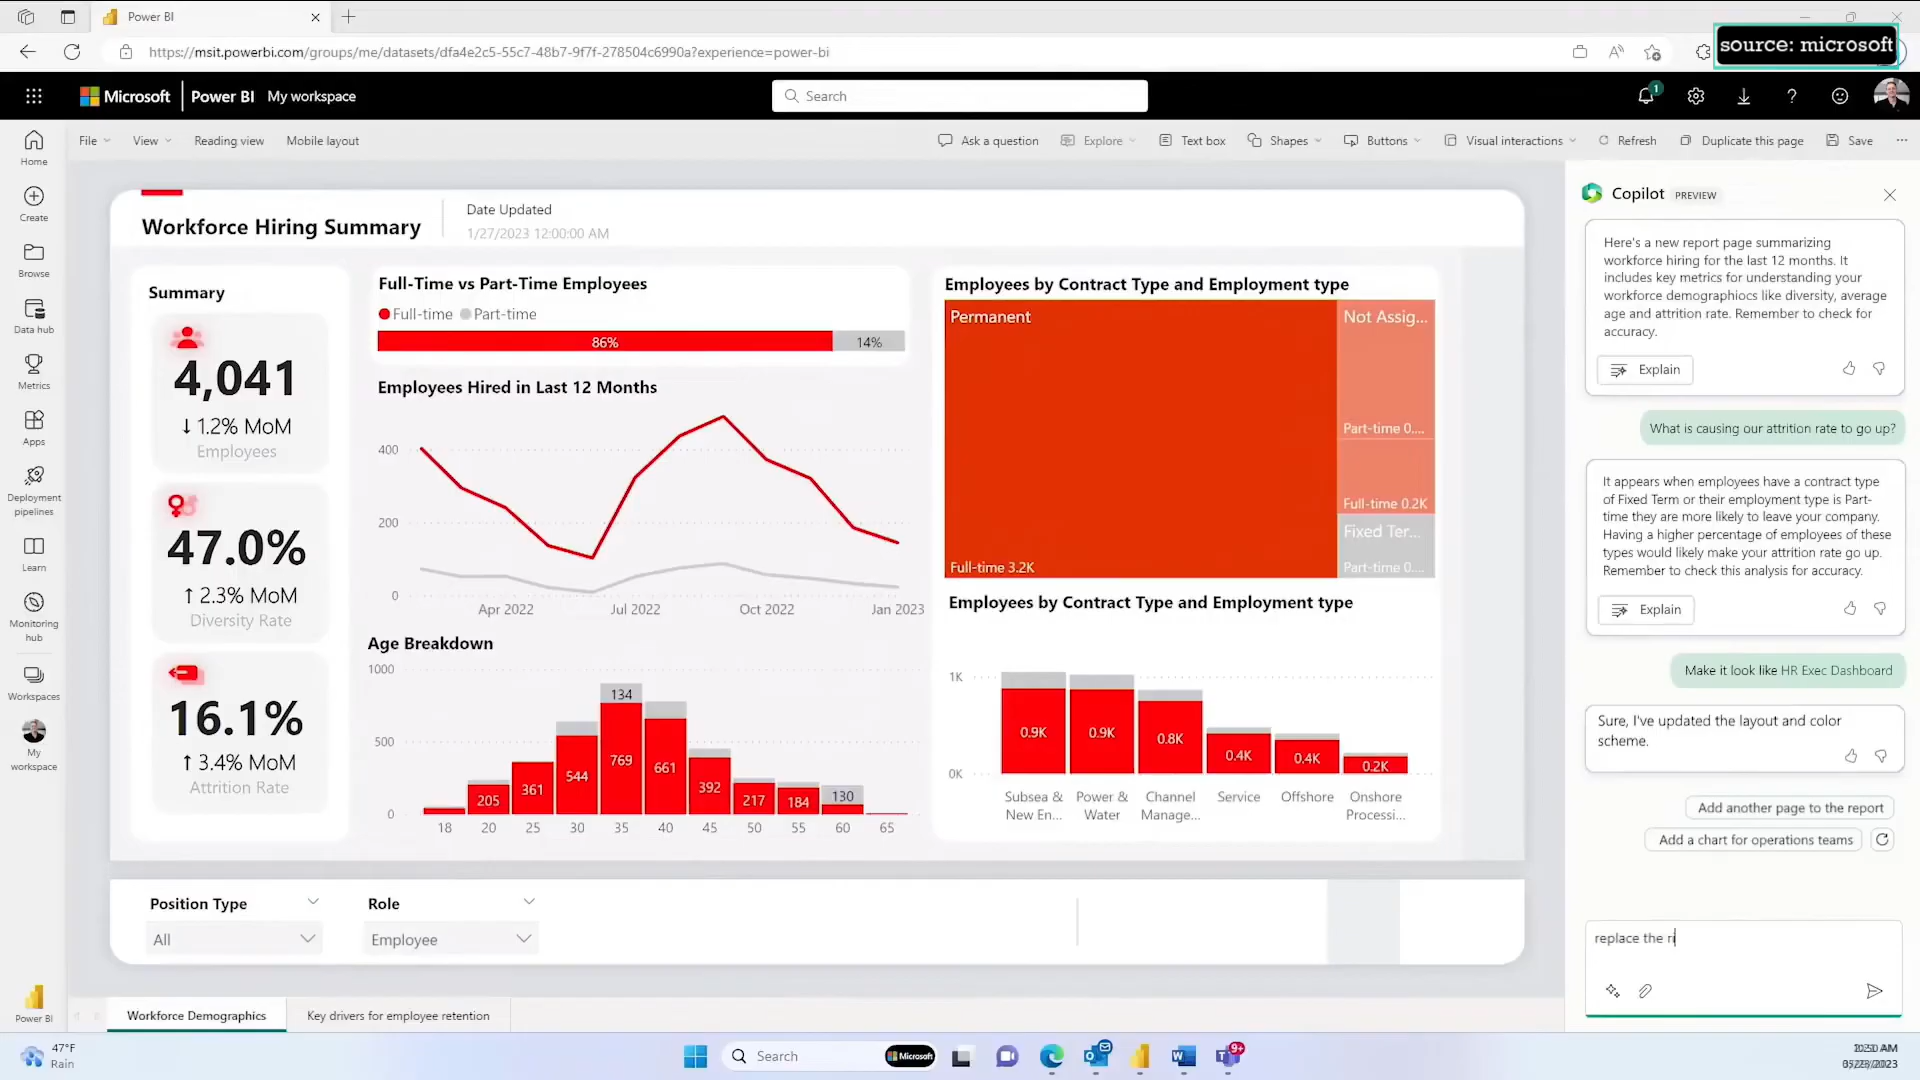 Power BI
https://msit.powerbi.com/groups/me/datasets/dfa4e2c5-55c7-48b7-9f7f-278504c6990a?experience=power-bi
source: microsoft
Microsoft Power BI My workspace
Search
1
File View Reading view Mobile layout
Ask a question Explore Text box Shapes Buttons Visual interactions Refresh Duplicate this page Save
Home
Create
Browse
Data hub
Metrics
Apps
Deployment
pipelines
Learn
Monitoring
hub
Workspaces
My
workspace
Power BI
Workforce Hiring Summary
Date Updated
1/27/2023 12:00:00 AM
Summary
4,041
↓ 1.2% MoM
Employees
47.0%
↑ 2.3% MoM
Diversity Rate
16.1%
↑ 3.4% MoM
Attrition Rate
Full-Time vs Part-Time Employees
Full-time Part-time
86% 14%
Employees Hired in Last 12 Months
400
200
0
Apr 2022 Jul 2022 Oct 2022 Jan 2023
Age Breakdown
1000
500
0
134
205 361 544 769 661 392 217 184 130
18 20 25 30 35 40 45 50 55 60 65
Employees by Contract Type and Employment type
Permanent
Full-time 3.2K
Not Assig...
Part-time 0....
Full-time 0.2K
Fixed Ter...
Part-time 0....
Employees by Contract Type and Employment type
1K
0K
0.9K 0.9K 0.8K 0.4K 0.4K 0.2K
Subsea &
New En...
Power &
Water
Channel
Manage...
Service
Offshore
Onshore
Processi...
Position Type
All
Role
Employee
Workforce Demographics Key drivers for employee retention
Copilot PREVIEW
Here's a new report page summarizing
workforce hiring for the last 12 months. It
includes key metrics for understanding your
workforce demographiocs like diversity, average
age and attrition rate. Remember to check for
accuracy.
Explain
What is causing our attrition rate to go up?
It appears when employees have a contract type
of Fixed Term or their employment type is Part-
time they are more likely to leave your company.
Having a higher percentage of employees of these
types would likely make your attrition rate go up.
Remember to check this analysis for accuracy.
Explain
Make it look like HR Exec Dashboard
Sure, I've updated the layout and color
scheme.
Add another page to the report
Add a chart for operations teams
replace the ri
47°F
Rain
Search
Microsoft
9+